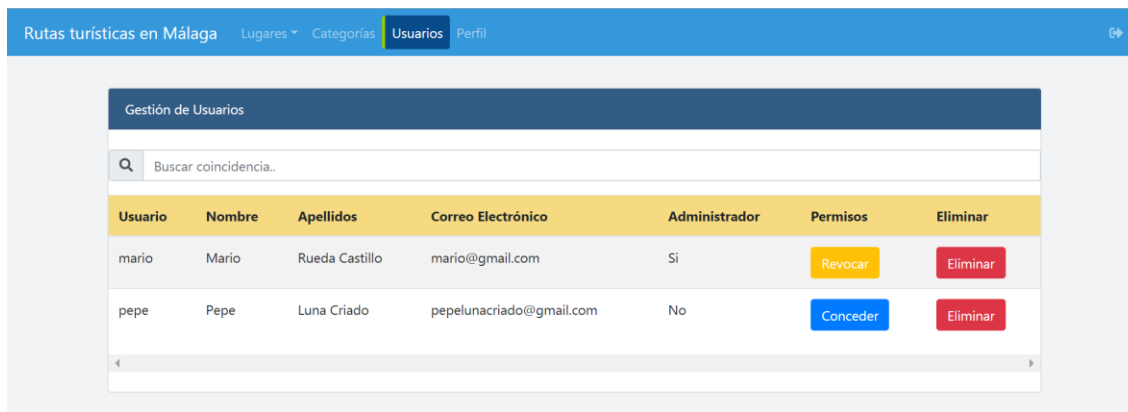 Rutas turísticas en Málaga Lugares Categorías Usuarios Perfil
Gestión de Usuarios
Buscar coincidencia..
Usuario Nombre Apellidos Correo Electrónico Administrador Permisos Eliminar
mario Mario Rueda Castillo mario@gmail.com Si Revocar Eliminar
pepe Pepe Luna Criado pepelunacriado@gmail.com No Conceder Eliminar